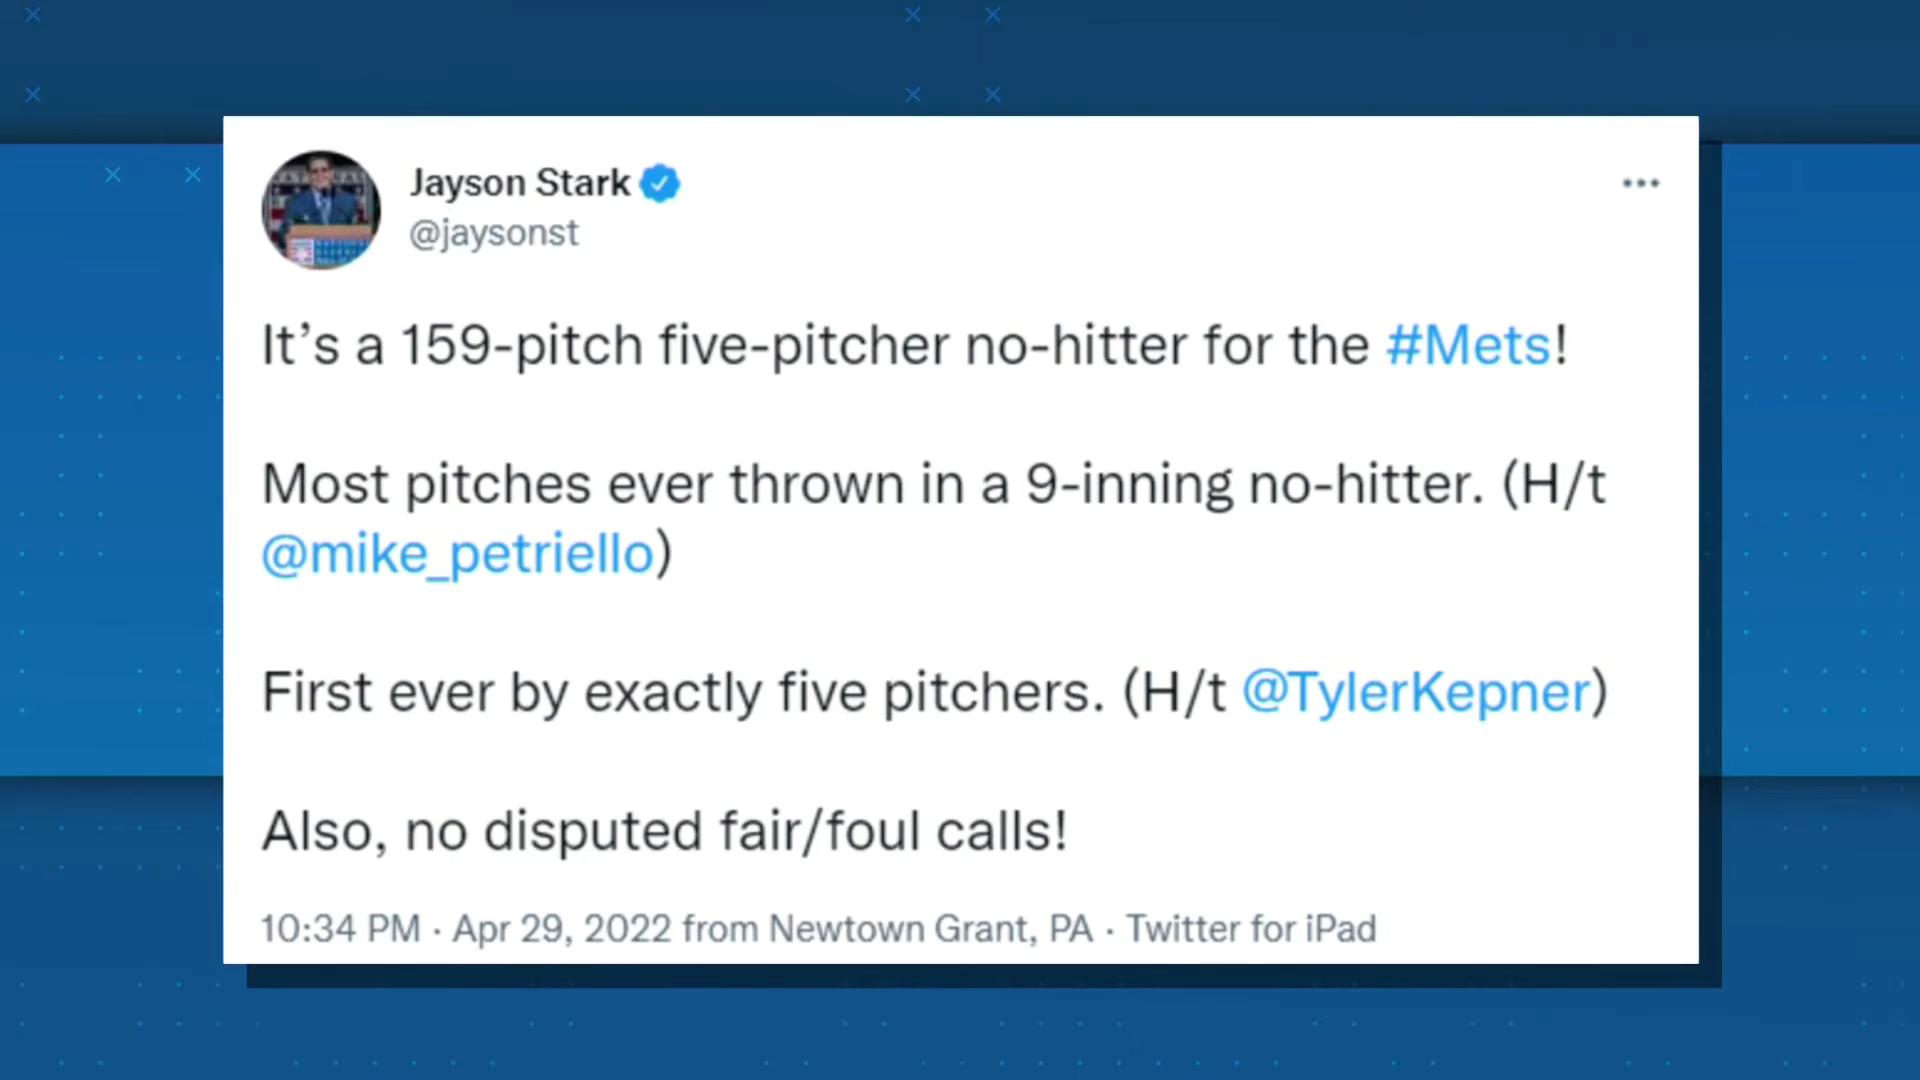 Jayson Stark
@jaysonst
It’s a 159-pitch five-pitcher no-hitter for the #Mets!
Most pitches ever thrown in a 9-inning no-hitter. (H/t
@mike_petriello)
First ever by exactly five pitchers. (H/t @TylerKepner)
Also, no disputed fair/foul calls!
10:34 PM · Apr 29, 2022 from Newtown Grant, PA · Twitter for iPad